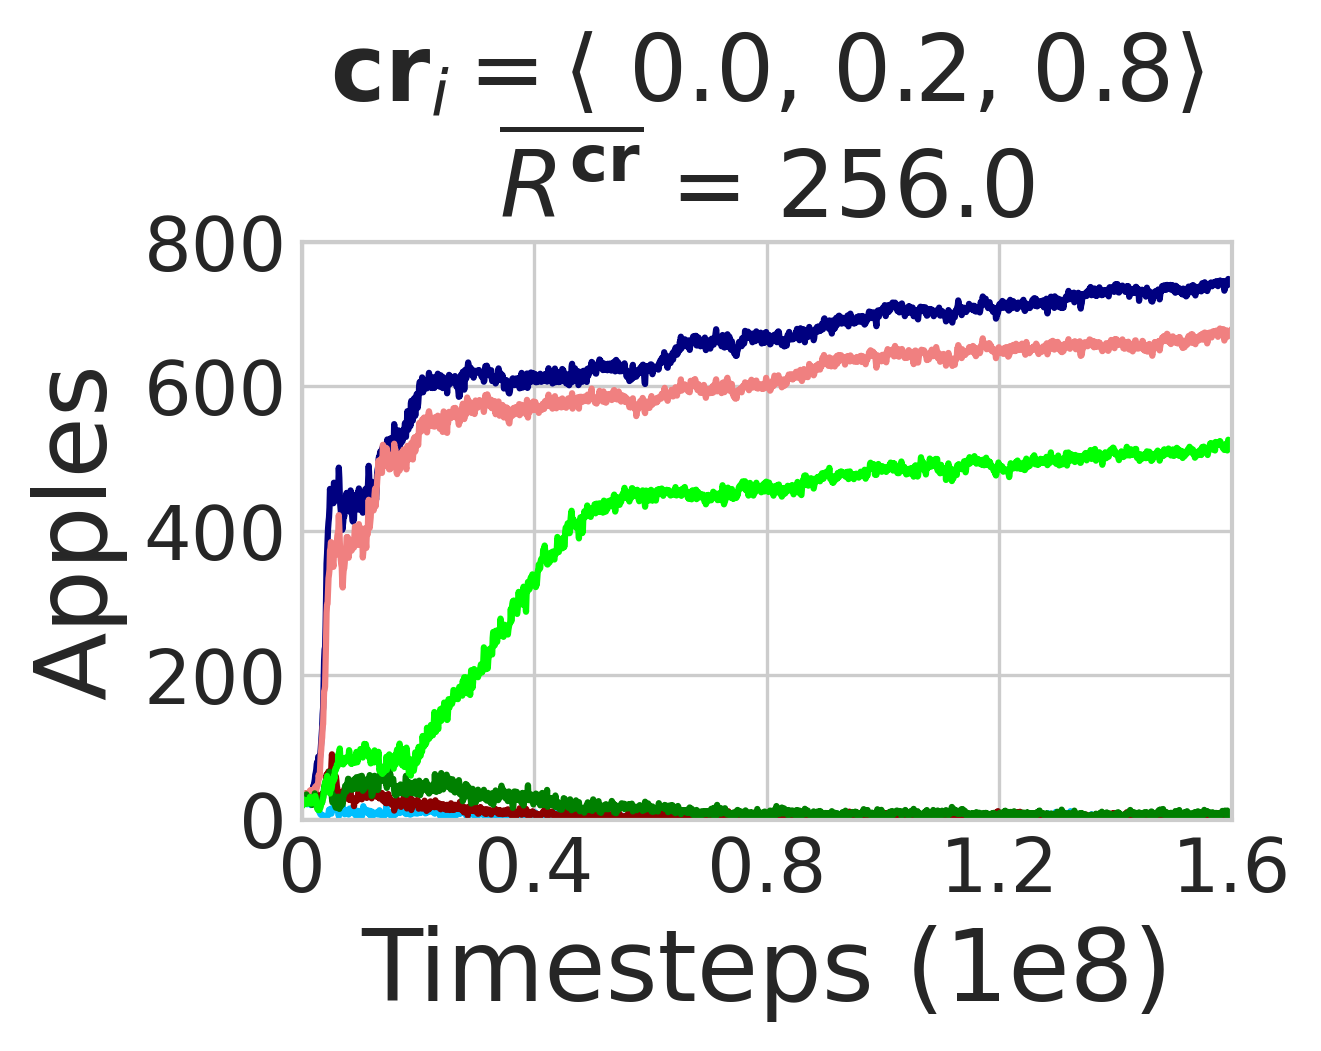 cr_i = ⟨ 0.0, 0.2, 0.8⟩
R^cr = 256.0
800
600
400
200
0
Apples
0 0.4 0.8 1.2 1.6
Timesteps (1e8)